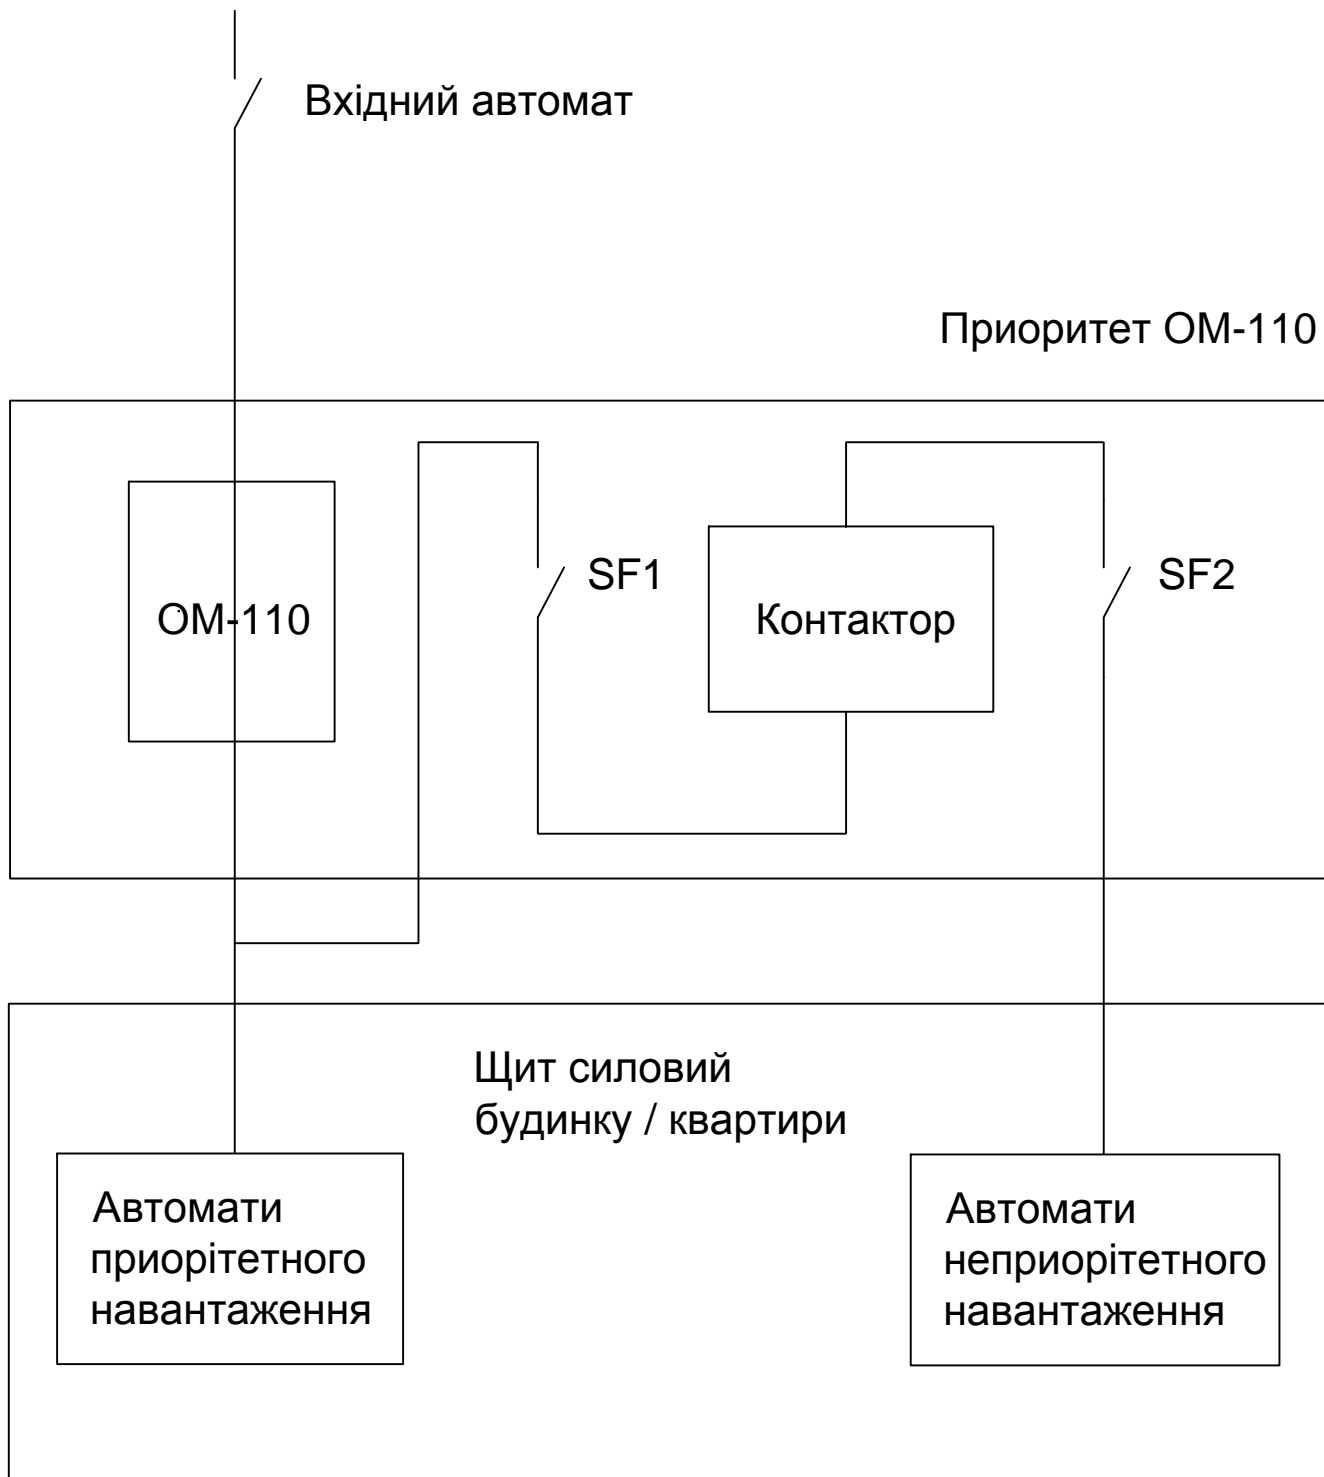 Вхідний автомат
Приоритет ОМ-110
ОМ-110
SF1
Контактор
SF2
Щит силовий
будинку / квартири
Автомати
приорітетного
навантаження
Автомати
неприорітетного
навантаження